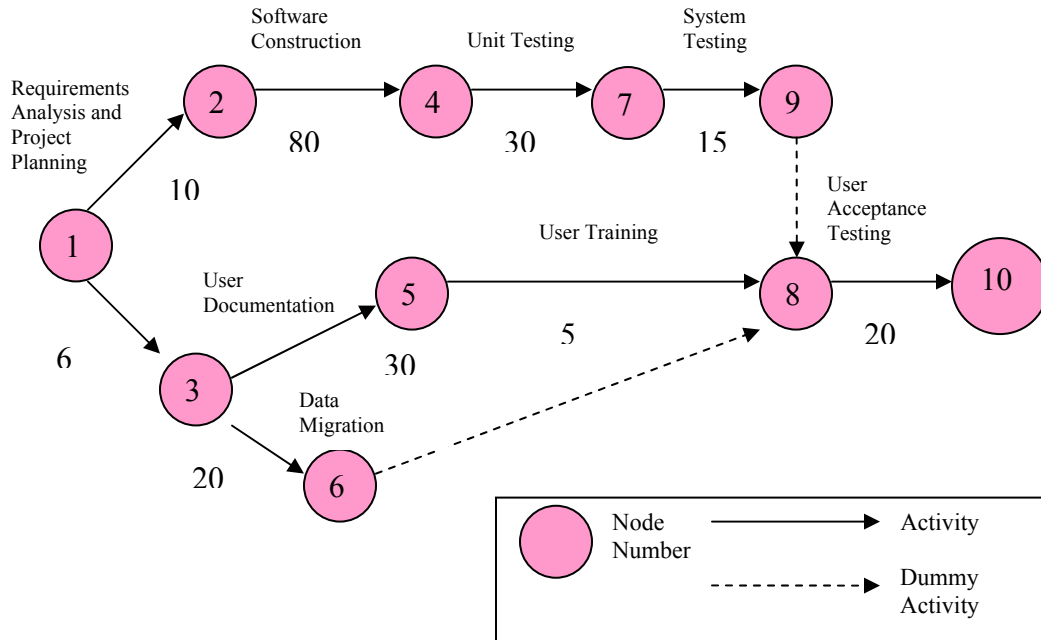 Software
Construction
Unit Testing
System
Testing
Requirements
Analysis and
Project
Planning
2
4
7
9
80
30
15
10
1
User
Acceptance
Testing
User Training
User
Documentation
5
8
10
6
30
5
20
3
Data
Migration
20
6
Node
Number
Activity
Dummy
Activity